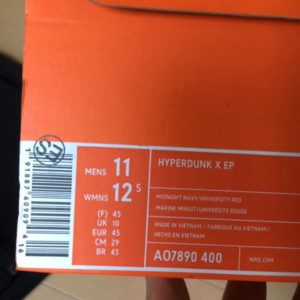 MENS 11
WMNS 12 5
(F) 45
UK 10
EUR 45
CM 29
BR 43
HYPERDUNK X EP
MIDNIGHT NAVY/UNIVERSITY RED
MARINE MINUIT/UNIVERSITE ROUGE
MADE IN VIETNAM / FABRIQUE AU VIETNAM /
HECHO EN VIETNAM
AO7890 400
NIKE.COM